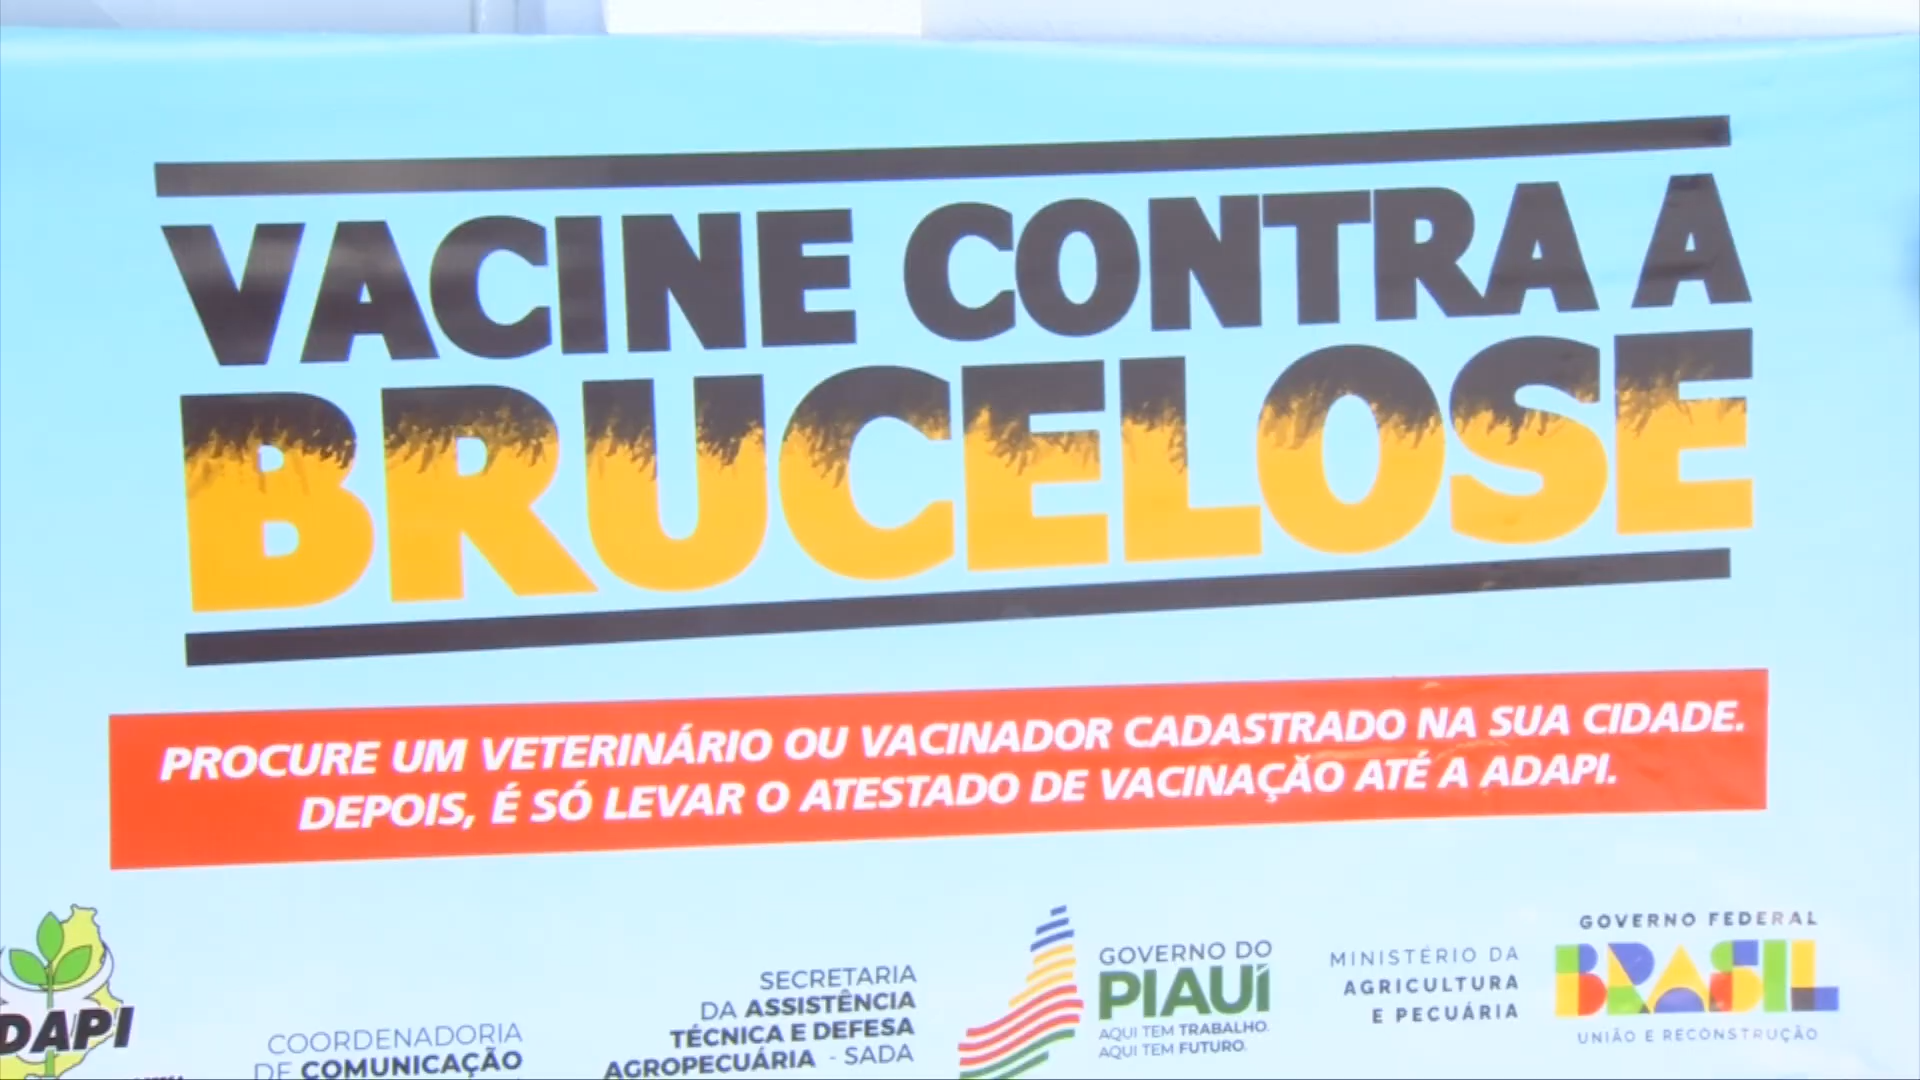 VACINE CONTRA A
BRUCELOSE
PROCURE UM VETERINÁRIO OU VACINADOR CADASTRADO NA SUA CIDADE.
DEPOIS, É SÓ LEVAR O ATESTADO DE VACINAÇÃO ATÉ A ADAPI.
DAPI
COORDENADORIA
DE COMUNICAÇÃO
SECRETARIA
DA ASSISTÊNCIA
TÉCNICA E DEFESA
AGROPECUÁRIA - SADA
GOVERNO DO
PIAUÍ
AQUI TEM TRABALHO.
AQUI TEM FUTURO.
MINISTÉRIO DA
AGRICULTURA
E PECUÁRIA
GOVERNO FEDERAL
BRASIL
UNIÃO E RECONSTRUÇÃO